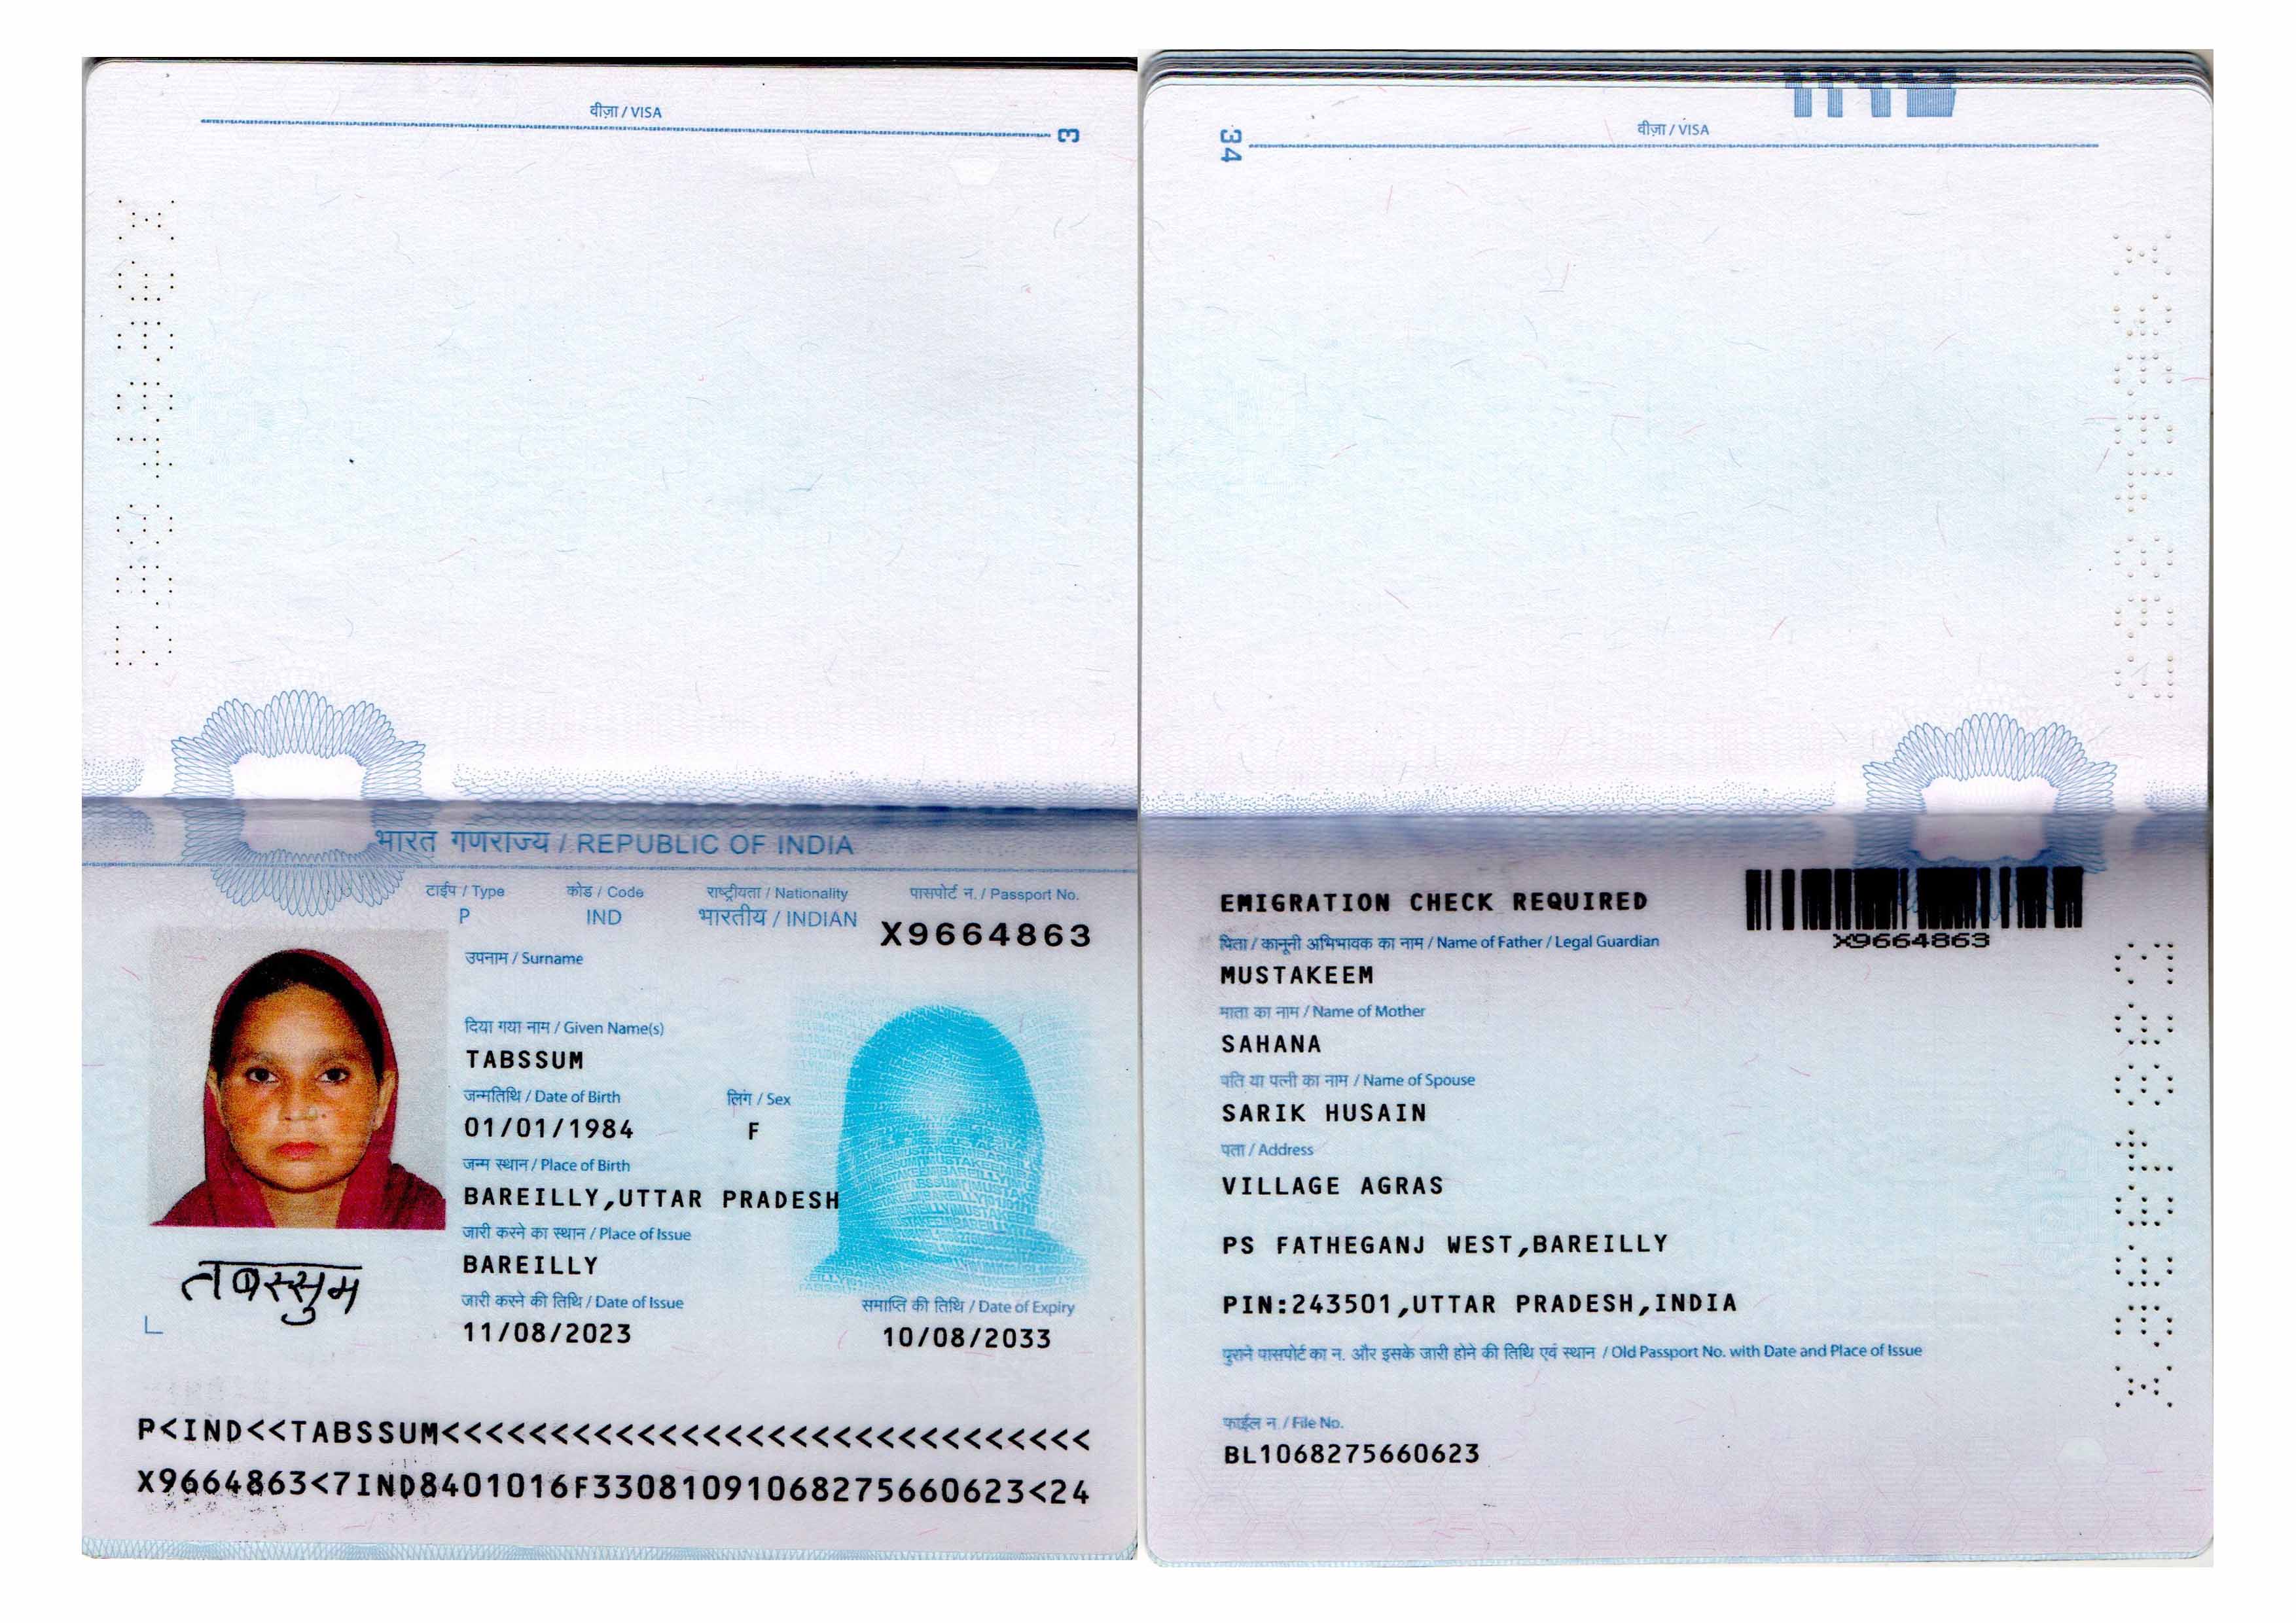 वीज़ा / VISA
3
भारत गणराज्य / REPUBLIC OF INDIA
टाईप / Type
कोड / Code
राष्ट्रीयता / Nationality
पासपोर्ट न. / Passport No.
P
IND
भारतीय / INDIAN
X9664863
उपनाम / Surname
दिया गया नाम / Given Name(s)
TABSSUM
जन्मतिथि / Date of Birth
लिंग / Sex
01/01/1984
F
जन्म स्थान / Place of Birth
BAREILLY,UTTAR PRADESH
जारी करने का स्थान / Place of Issue
BAREILLY
जारी करने की तिथि / Date of Issue
समाप्ति की तिथि / Date of Expiry
11/08/2023
10/08/2033
तबस्सुम
P<IND<<TABSSUM<<<<<<<<<<<<<<<<<<<<<<<<<<<<<<
X9664863<7IND8401016F33081091068275660623<24
वीज़ा / VISA
34
EMIGRATION CHECK REQUIRED
X9664863
पिता / कानूनी अभिभावक का नाम / Name of Father / Legal Guardian
MUSTAKEEM
माता का नाम / Name of Mother
SAHANA
पति या पत्नी का नाम / Name of Spouse
SARIK HUSAIN
पता / Address
VILLAGE AGRAS
PS FATHEGANJ WEST,BAREILLY
PIN:243501,UTTAR PRADESH,INDIA
पुराने पासपोर्ट का न. और इसके जारी होने की तिथि एवं स्थान / Old Passport No. with Date and Place of Issue
फाईल न. / File No.
BL1068275660623